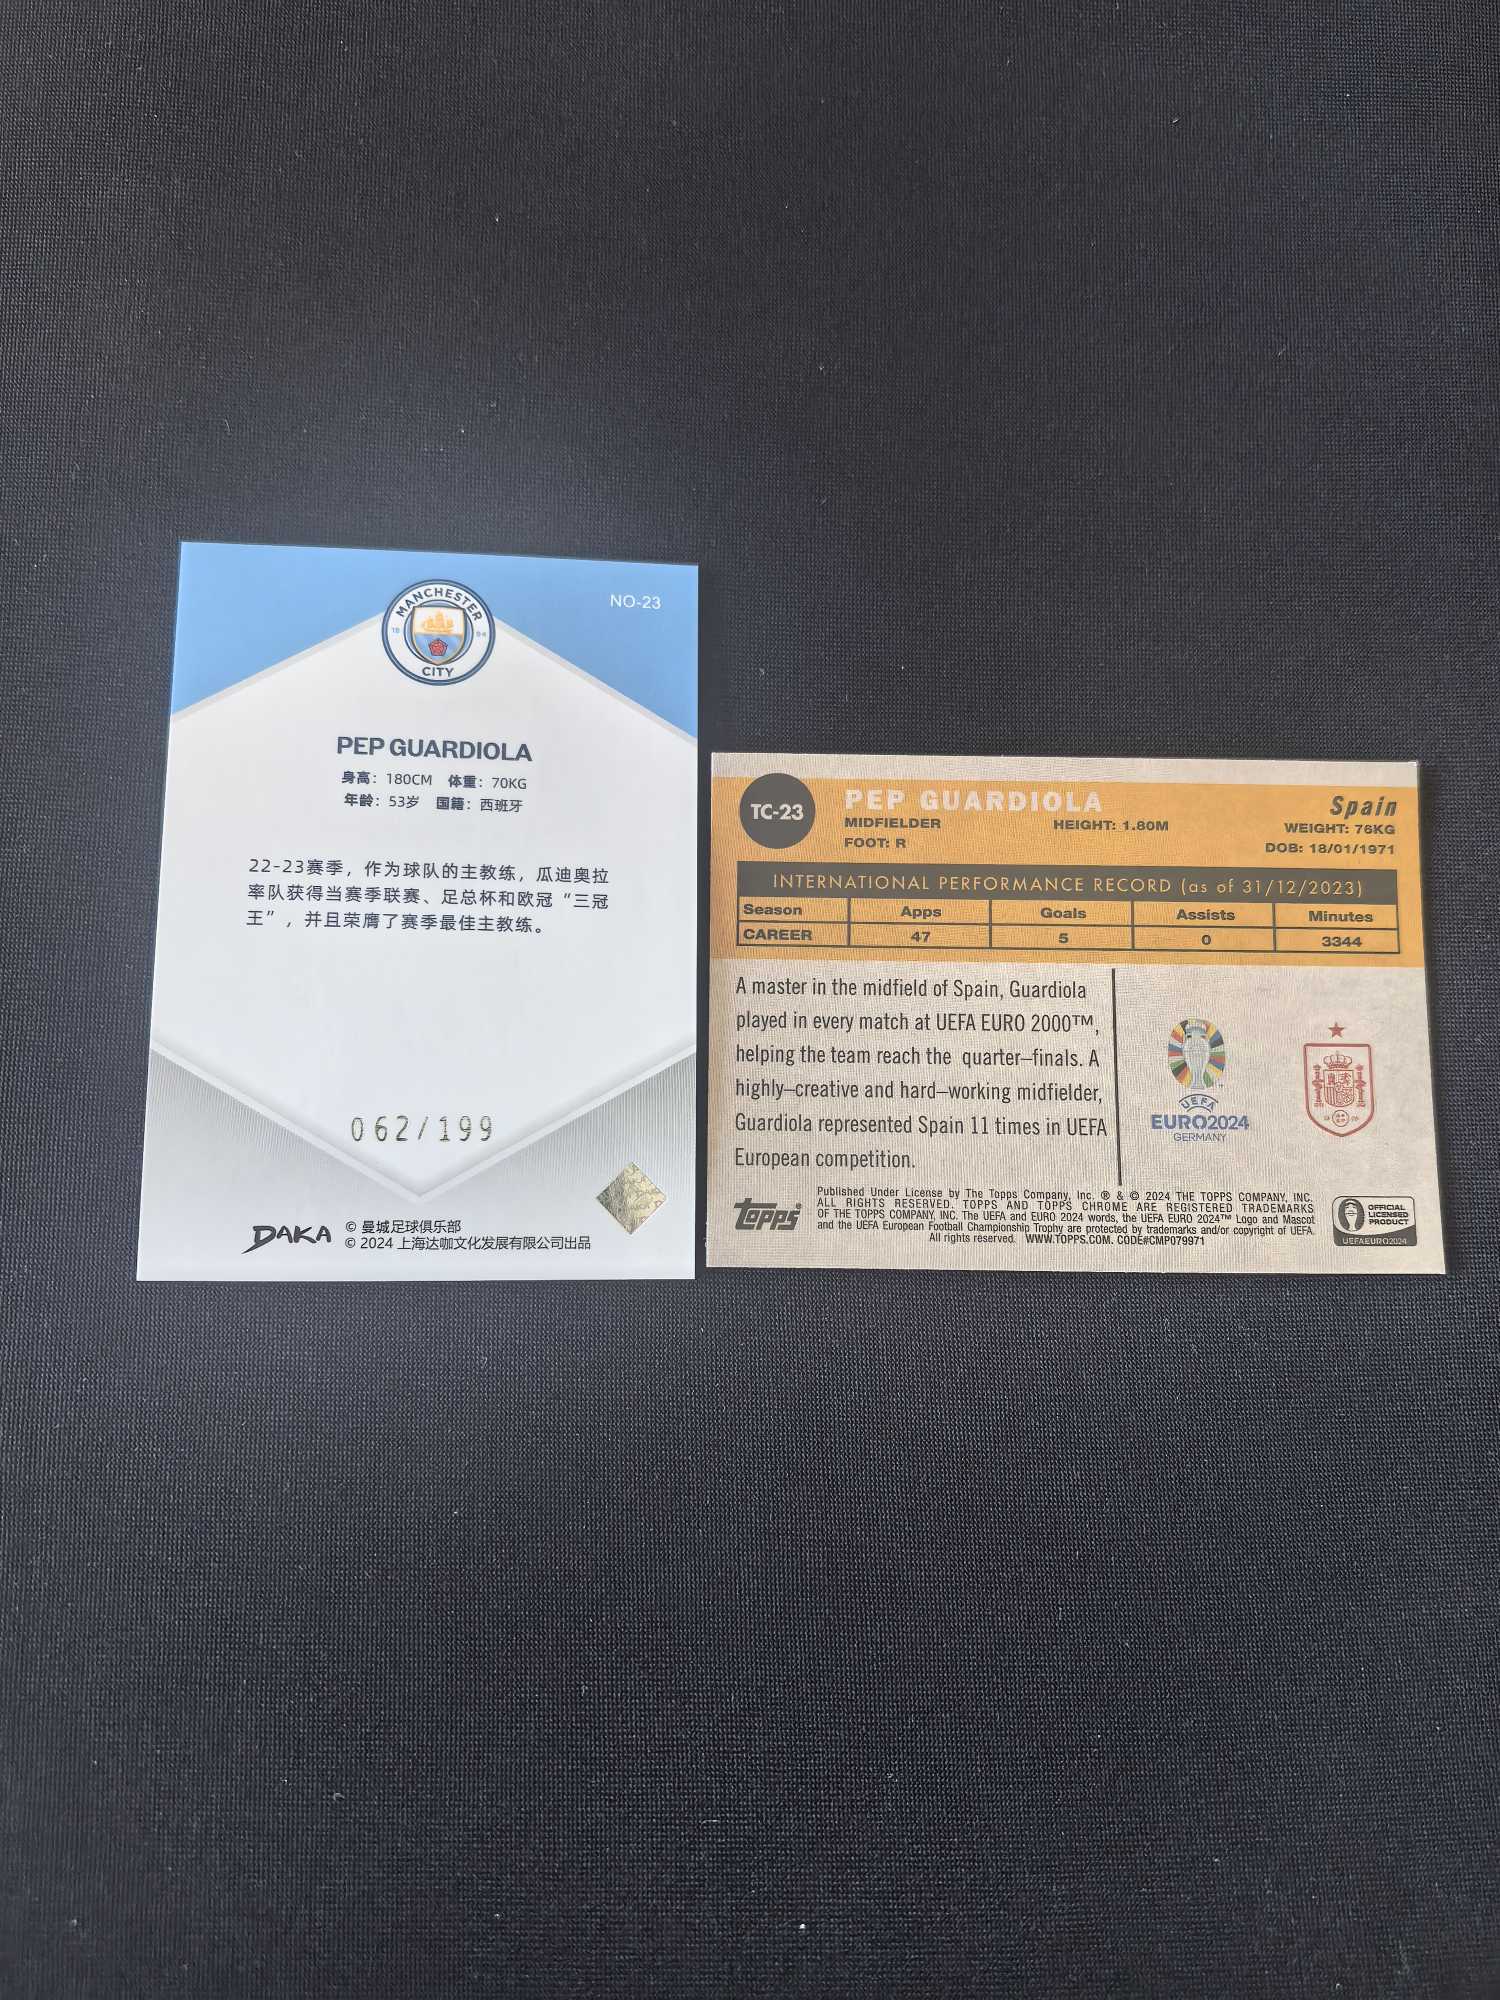 MANCHESTER
18 94
CITY
NO-23
PEP GUARDIOLA
身高：180CM 体重：70KG
年龄：53岁 国籍：西班牙
22-23赛季，作为球队的主教练，瓜迪奥拉
率队获得当赛季联赛、足总杯和欧冠“三冠
王”，并且荣膺了赛季最佳主教练。
062/199
DAKA
© 曼城足球俱乐部
© 2024 上海达咖文化发展有限公司出品
TC-23
PEP GUARDIOLA
Spain
MIDFIELDER HEIGHT: 1.80M WEIGHT: 76KG
FOOT: R DOB: 18/01/1971
INTERNATIONAL PERFORMANCE RECORD (as of 31/12/2023)
Season Apps Goals Assists Minutes
CAREER 47 5 0 3344
A master in the midfield of Spain, Guardiola
played in every match at UEFA EURO 2000™,
helping the team reach the quarter–finals. A
highly–creative and hard–working midfielder,
Guardiola represented Spain 11 times in UEFA
European competition.
UEFA
EURO2024
GERMANY
Topps
Published Under License by The Topps Company, Inc. ® & © 2024 THE TOPPS COMPANY, INC.
ALL RIGHTS RESERVED. TOPPS AND TOPPS CHROME ARE REGISTERED TRADEMARKS
OF THE TOPPS COMPANY, INC. The UEFA and EURO 2024 words, the UEFA EURO 2024™ Logo and Mascot
and the UEFA European Football Championship Trophy are protected by trademarks and/or copyright of UEFA.
All rights reserved. WWW.TOPPS.COM. CODE#CMP079971
OFFICIAL
LICENSED
PRODUCT
UEFAEURO2024